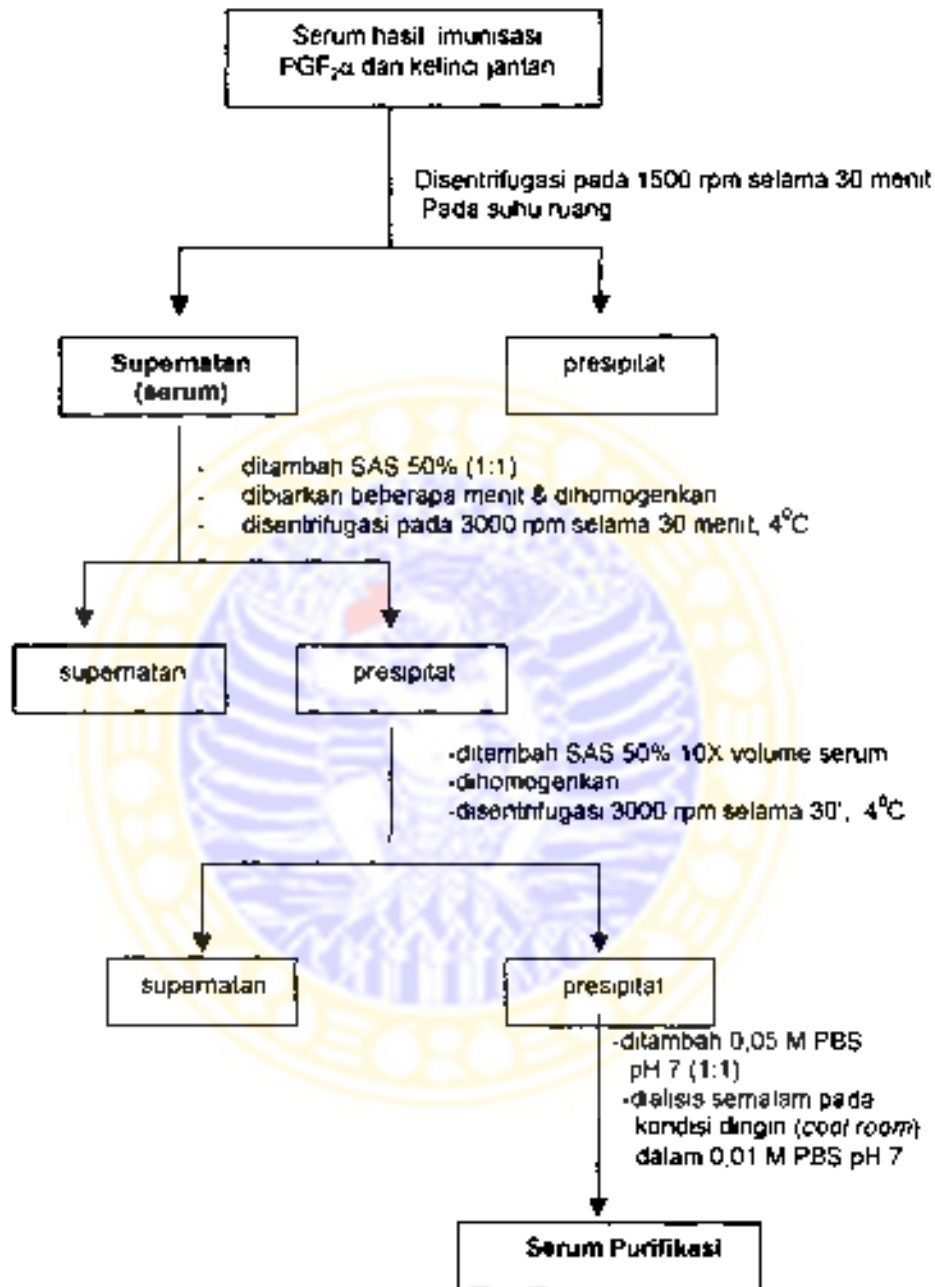 Serum hasil imunisasi
PGF₂α dan kelinci jantan
Disentrifugasi pada 1500 rpm selama 30 menit
Pada suhu ruang
Supernatan
(serum)
presipitat
- ditambah SAS 50% (1:1)
- dibiarkan beberapa menit & dihomogenkan
- disentrifugasi pada 3000 rpm selama 30 menit, 4°C
supernatan
presipitat
-ditambah SAS 50% 10X volume serum
-dihomogenkan
-disentrifugasi 3000 rpm selama 30', 4°C
supernatan
presipitat
-ditambah 0,05 M PBS
pH 7 (1:1)
-dialisis semalam pada
kondisi dingin (cool room)
dalam 0,01 M PBS pH 7
Serum Purifikasi